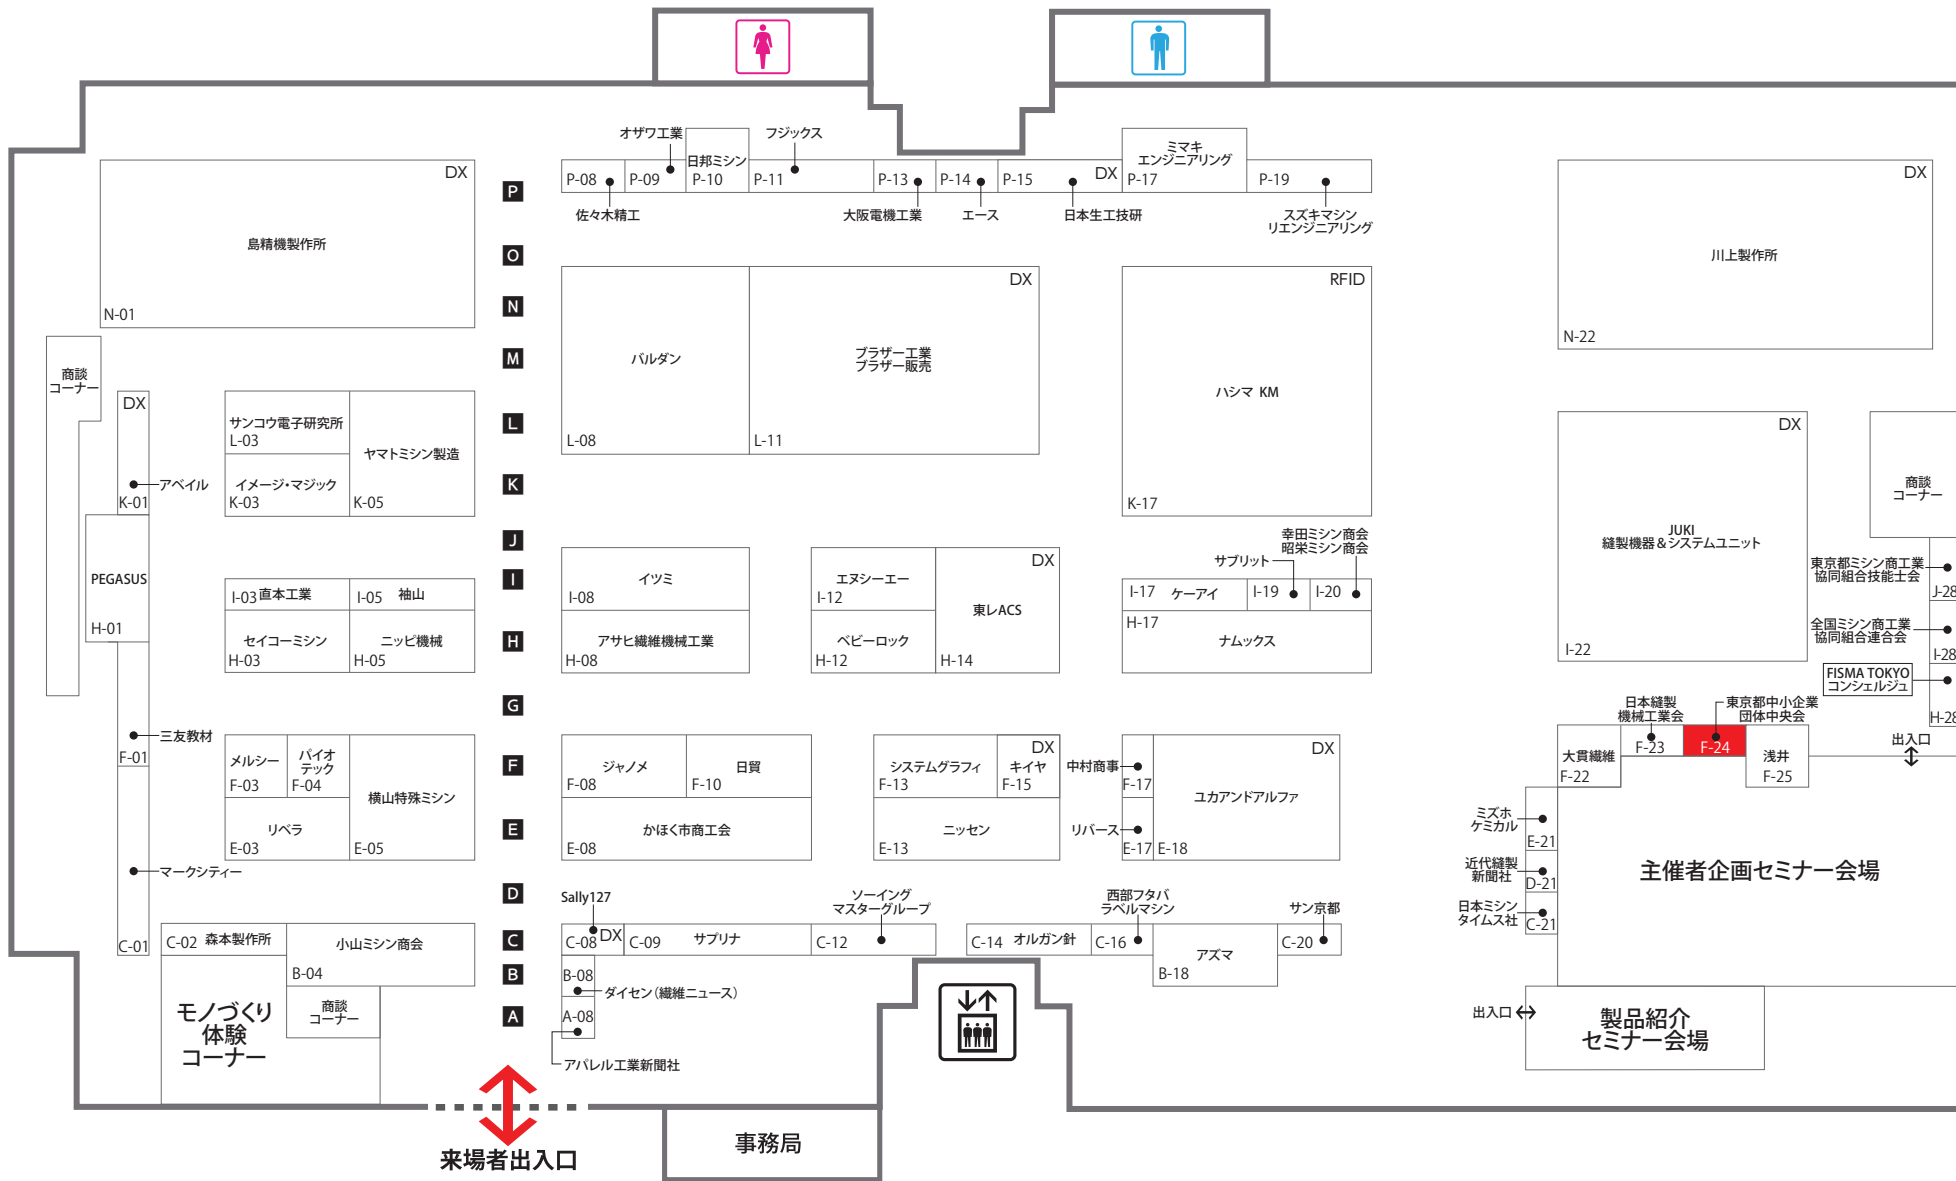 オザワ工業
フジックス
日邦ミシン
P-10
ミマキ
エンジニアリング
P-17
P
P-08
P-09
P-11
P-13
P-14
P-15
DX
P-19
佐々木精工
大阪電機工業
エース
日本生工技研
スズキマシン
リエンジニアリング
DX
島精機製作所
N-01
DX
川上製作所
N-22
O
N
M
L
K
J
I
H
G
F
E
D
C
B
A
バルダン
L-08
DX
ブラザー工業
ブラザー販売
L-11
RFID
ハシマ KM
K-17
商談
コーナー
DX
K-01
アベイル
サンコウ電子研究所
L-03
イメージ・マジック
K-03
ヤマトミシン製造
K-05
DX
JUKI
縫製機器＆システムユニット
I-22
商談
コーナー
PEGASUS
H-01
I-03 直本工業
I-05 袖山
セイコーミシン
H-03
ニッピ機械
H-05
イツミ
I-08
アサヒ繊維機械工業
H-08
エヌシーエー
I-12
ベビーロック
H-12
DX
東レACS
H-14
幸田ミシン商会
昭栄ミシン商会
サブリット
I-17 ケーアイ
I-19
I-20
H-17
ナムックス
東京都ミシン商工業
協同組合技能士会
J-28
全国ミシン商工業
協同組合連合会
I-28
FISMA TOKYO
コンシェルジュ
H-28
三友教材
F-01
マークシティー
C-01
メルシー
F-03
パイオ
テック
F-04
リベラ
E-03
横山特殊ミシン
E-05
ジャノメ
F-08
日貿
F-10
かほく市商工会
E-08
システムグラフィ
F-13
DX
キイヤ
F-15
ニッセン
E-13
中村商事
F-17
リバース
E-17
DX
ユカアンドアルファ
E-18
日本縫製
機械工業会
F-23
東京都中小企業
団体中央会
F-24
大貫繊維
F-22
浅井
F-25
出入口
ミズホ
ケミカル
E-21
近代縫製
新聞社
D-21
日本ミシン
タイムス社
C-21
主催者企画セミナー会場
出入口
製品紹介
セミナー会場
C-02 森本製作所
小山ミシン商会
B-04
モノづくり
体験
コーナー
商談
コーナー
Sally127
C-08
DX
C-09 サプリナ
ソーイング
マスターグループ
C-12
C-14 オルガン針
西部フタバ
ラベルマシン
C-16
アズマ
B-18
サン京都
C-20
B-08
ダイセン（繊維ニュース）
A-08
アパレル工業新聞社
来場者出入口
事務局